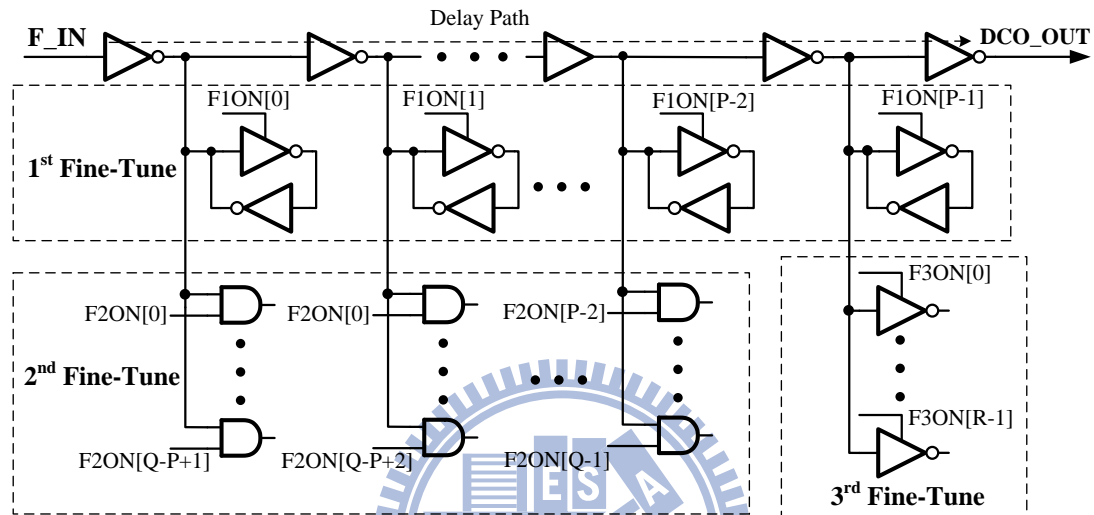 Delay Path
F_IN
DCO_OUT
F1ON[0]
F1ON[1]
F1ON[P-2]
F1ON[P-1]
1st Fine-Tune
F2ON[0]
F2ON[0]
F2ON[P-2]
F3ON[0]
2nd Fine-Tune
F2ON[Q-P+1]
F2ON[Q-P+2]
F2ON[Q-1]
F3ON[R-1]
3rd Fine-Tune
E S A